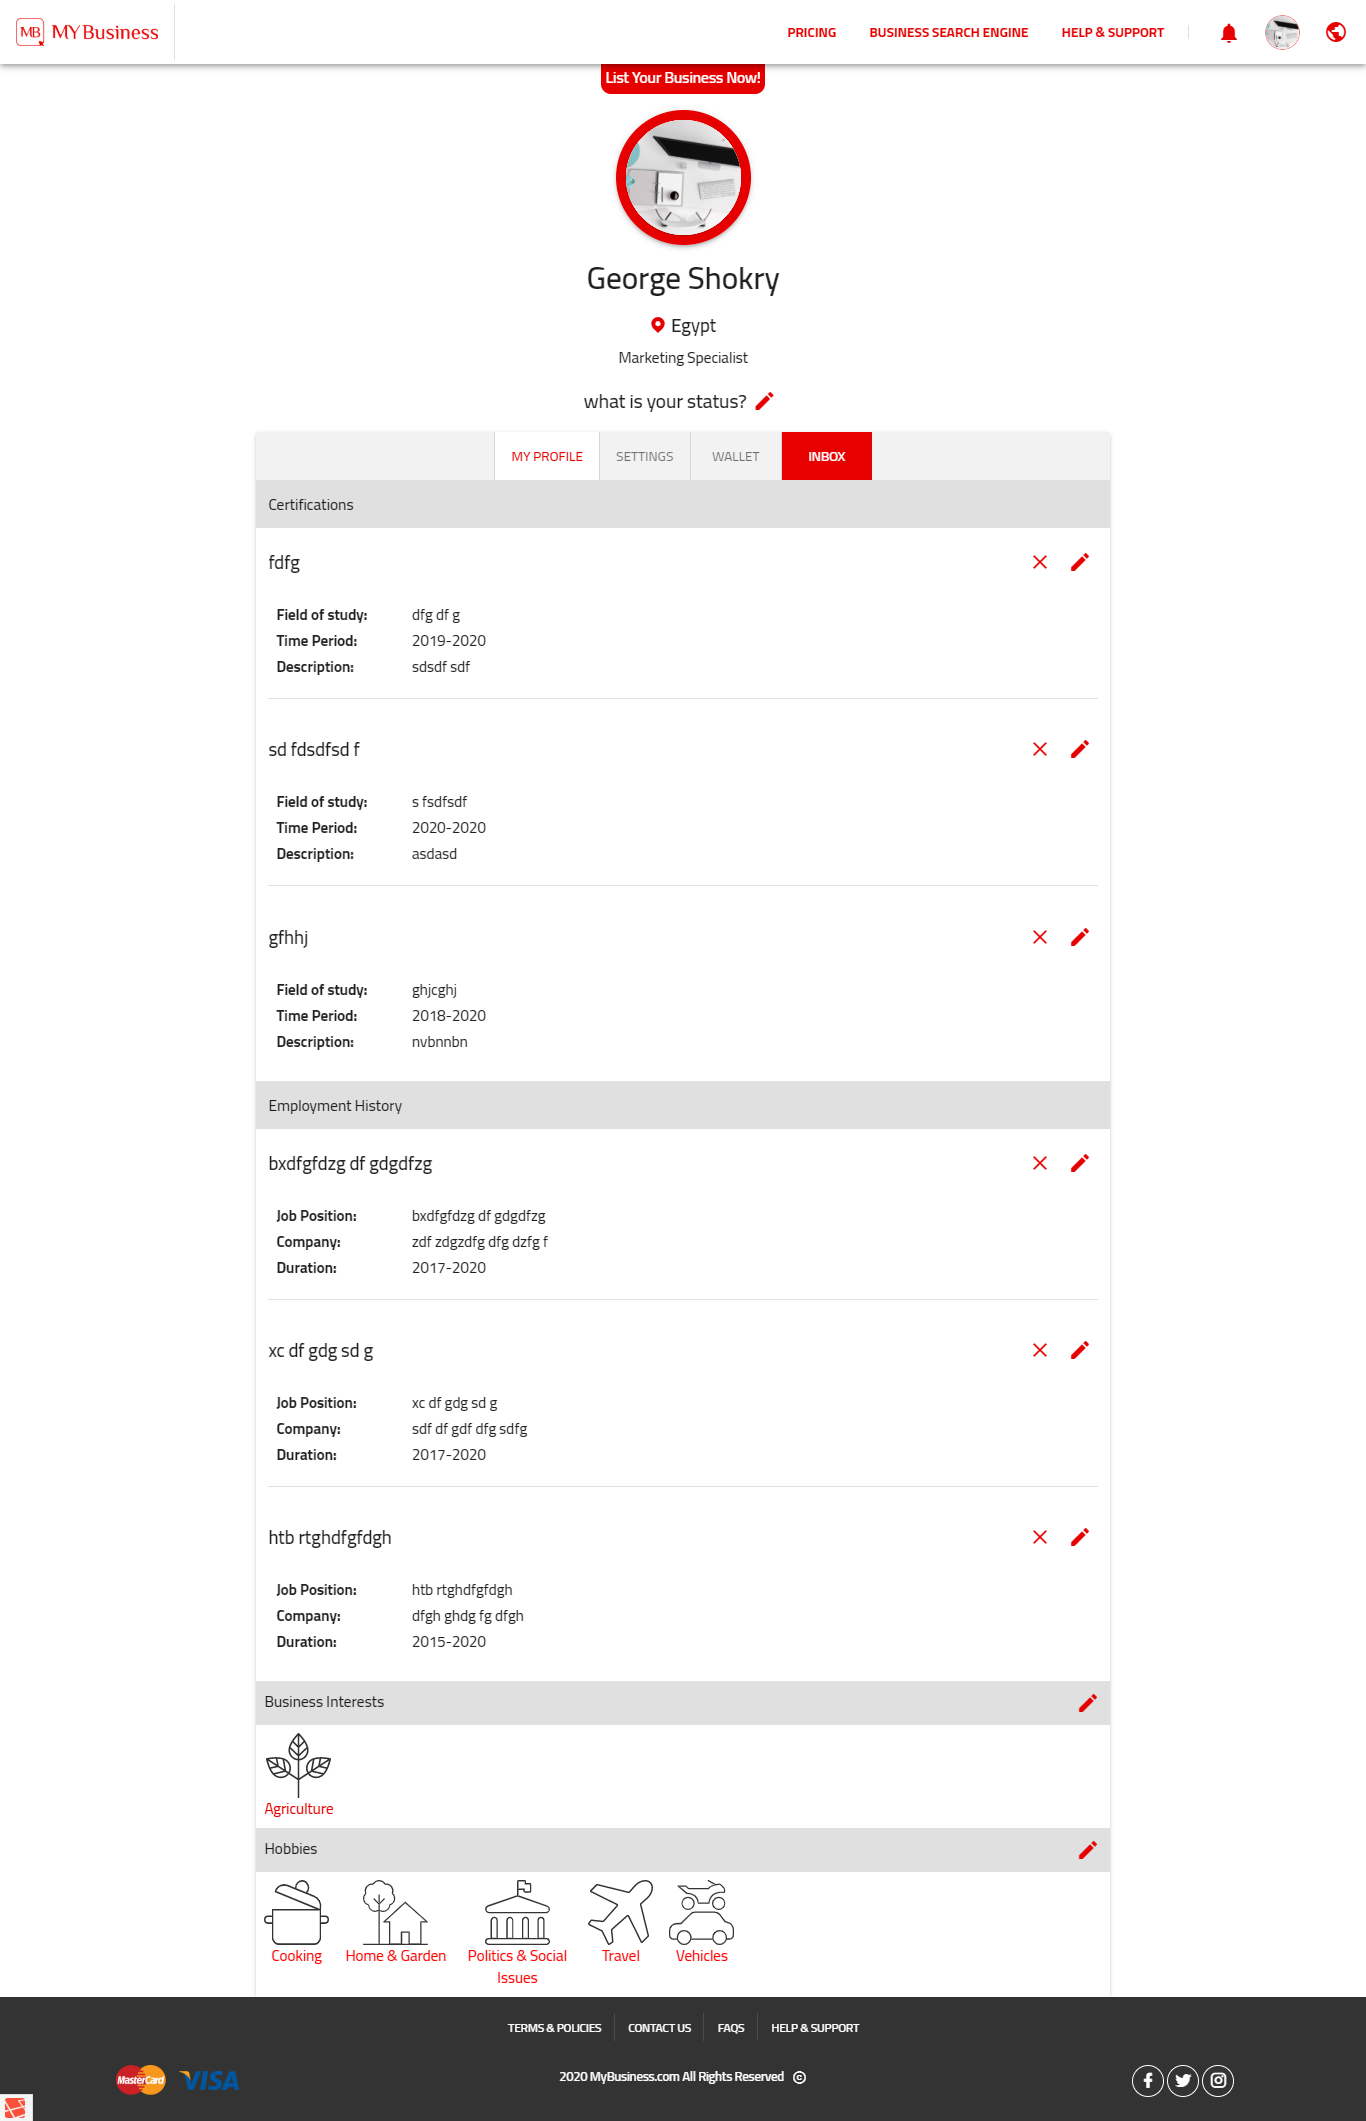 MB MYBusiness
PRICING BUSINESS SEARCH ENGINE HELP & SUPPORT
List Your Business Now!
George Shokry
Egypt
Marketing Specialist
what is your status?
MY PROFILE SETTINGS WALLET INBOX
Certifications
fdfg
Field of study: dfg df g
Time Period: 2019-2020
Description: sdsdf sdf
sd fdsdfsd f
Field of study: s fsdfsdf
Time Period: 2020-2020
Description: asdasd
gfhhj
Field of study: ghjcghj
Time Period: 2018-2020
Description: nvbnnbn
Employment History
bxdfgfdzg df gdgdfzg
Job Position: bxdfgfdzg df gdgdfzg
Company: zdf zdgzdfg dfg dzfg f
Duration: 2017-2020
xc df gdg sd g
Job Position: xc df gdg sd g
Company: sdf df gdf dfg sdfg
Duration: 2017-2020
htb rtghdfgfdgh
Job Position: htb rtghdfgfdgh
Company: dfgh ghdg fg dfgh
Duration: 2015-2020
Business Interests
Agriculture
Hobbies
Cooking Home & Garden Politics & Social Travel Vehicles
Issues
TERMS & POLICIES CONTACT US FAQS HELP & SUPPORT
MasterCard VISA 2020 MyBusiness.com All Rights Reserved ©